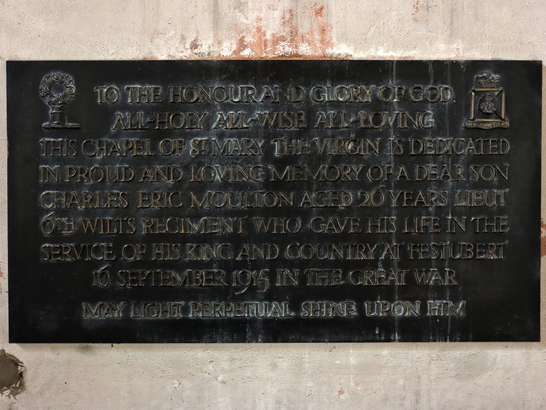 TO THE HONOUR AND GLORY OF GOD
ALL-HOLY ALL-WISE ALL-LOVING
THIS CHAPEL OF ST MARY THE VIRGIN IS DEDICATED
IN PROUD AND LOVING MEMORY OF A DEAR SON
CHARLES ERIC MOULTON AGED 26 YEARS LIEUT
6TH WILTS REGIMENT WHO GAVE HIS LIFE IN THE
SERVICE OF HIS KING AND COUNTRY AT FESTUBERT
16 SEPTEMBER 1915 IN THE GREAT WAR
MAY LIGHT PERPETUAL SHINE UPON HIM